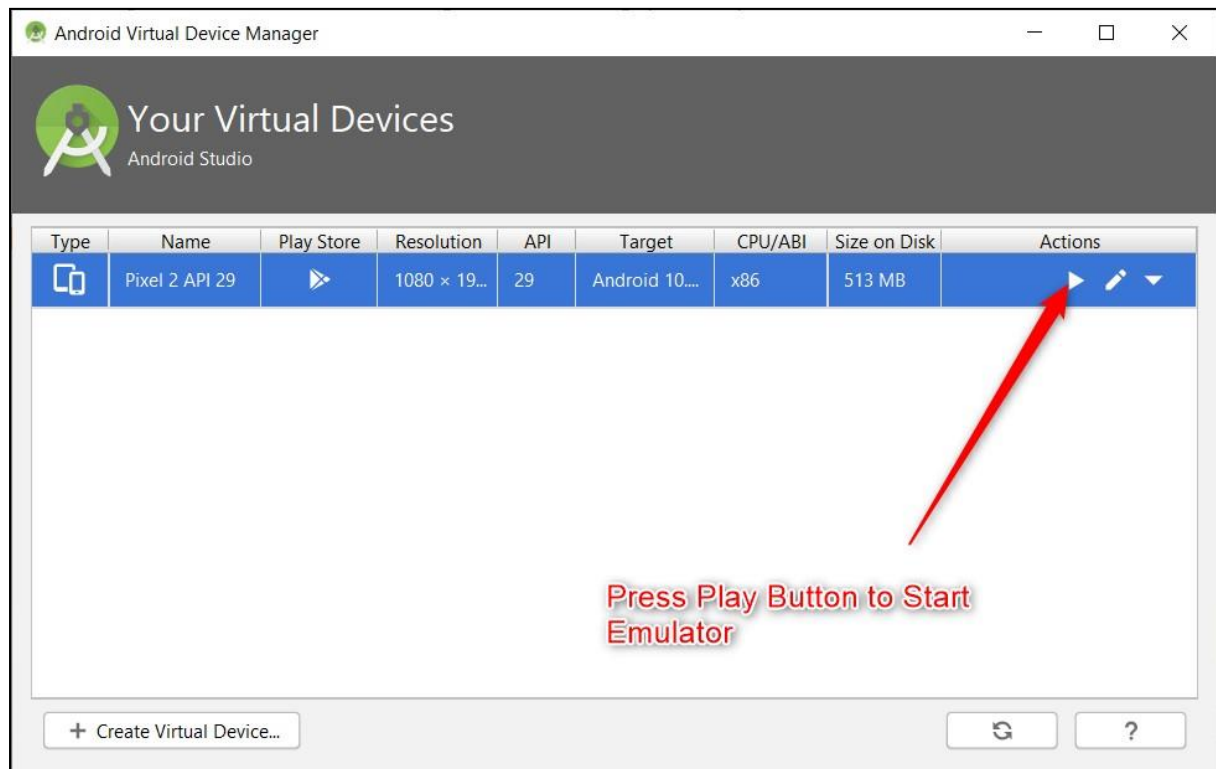 Android Virtual Device Manager
Your Virtual Devices
Android Studio
Type Name Play Store Resolution API Target CPU/ABI Size on Disk Actions
Pixel 2 API 29 1080 × 19... 29 Android 10.... x86 513 MB
Press Play Button to Start
Emulator
+ Create Virtual Device... ?